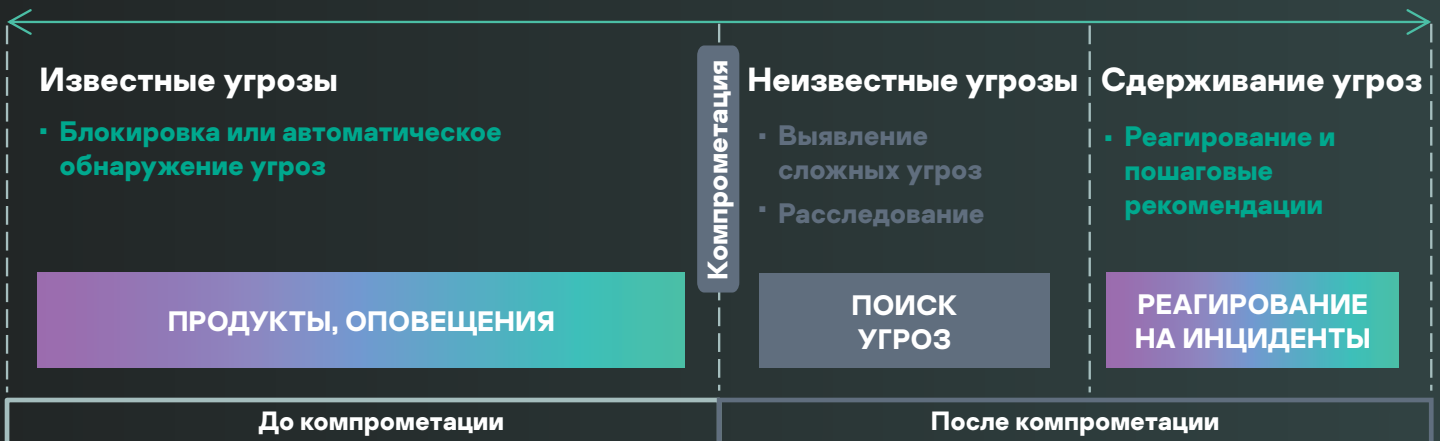 Известные угрозы
▪ Блокировка или автоматическое
обнаружение угроз
ПРОДУКТЫ, ОПОВЕЩЕНИЯ
Компрометация
Неизвестные угрозы
▪ Выявление
сложных угроз
▪ Расследование
ПОИСК
УГРОЗ
Сдерживание угроз
▪ Реагирование и
пошаговые
рекомендации
РЕАГИРОВАНИЕ
НА ИНЦИДЕНТЫ
До компрометации
После компрометации